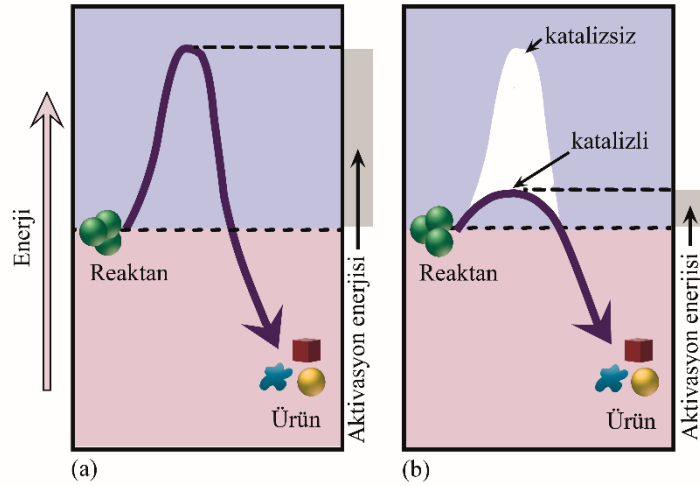 Enerji
Reaktan
Ürün
Aktivasyon enerjisi
(a)
katalizsiz
katalizli
Reaktan
Ürün
Aktivasyon enerjisi
(b)